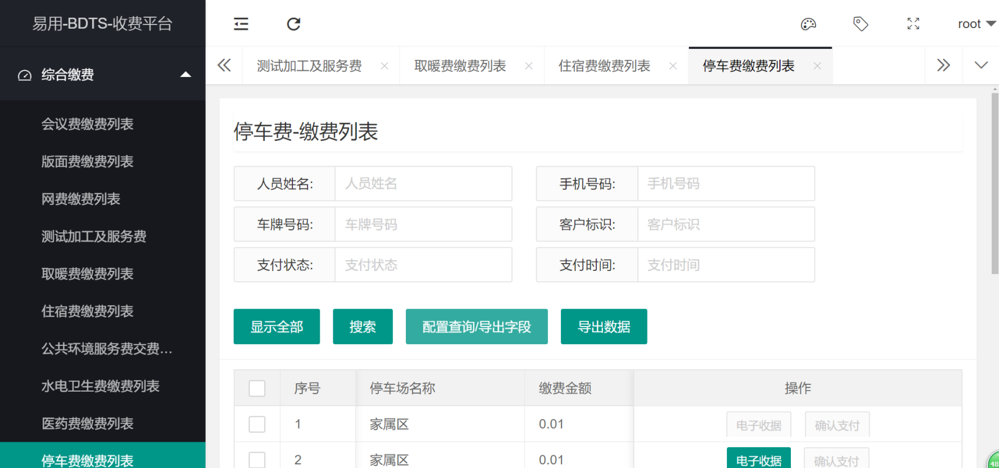 易用-BDTS-收费平台
root
综合缴费
测试加工及服务费
取暖费缴费列表
住宿费缴费列表
停车费缴费列表
会议费缴费列表
版面费缴费列表
网费缴费列表
测试加工及服务费
取暖费缴费列表
住宿费缴费列表
公共环境服务费交费...
水电卫生费缴费列表
医药费缴费列表
停车费缴费列表
停车费-缴费列表
人员姓名: 人员姓名 手机号码: 手机号码
车牌号码: 车牌号码 客户标识: 客户标识
支付状态: 支付状态 支付时间: 支付时间
显示全部 搜索 配置查询/导出字段 导出数据
序号 停车场名称 缴费金额 操作
1 家属区 0.01 电子收据 确认支付
2 家属区 0.01 电子收据 确认支付
48